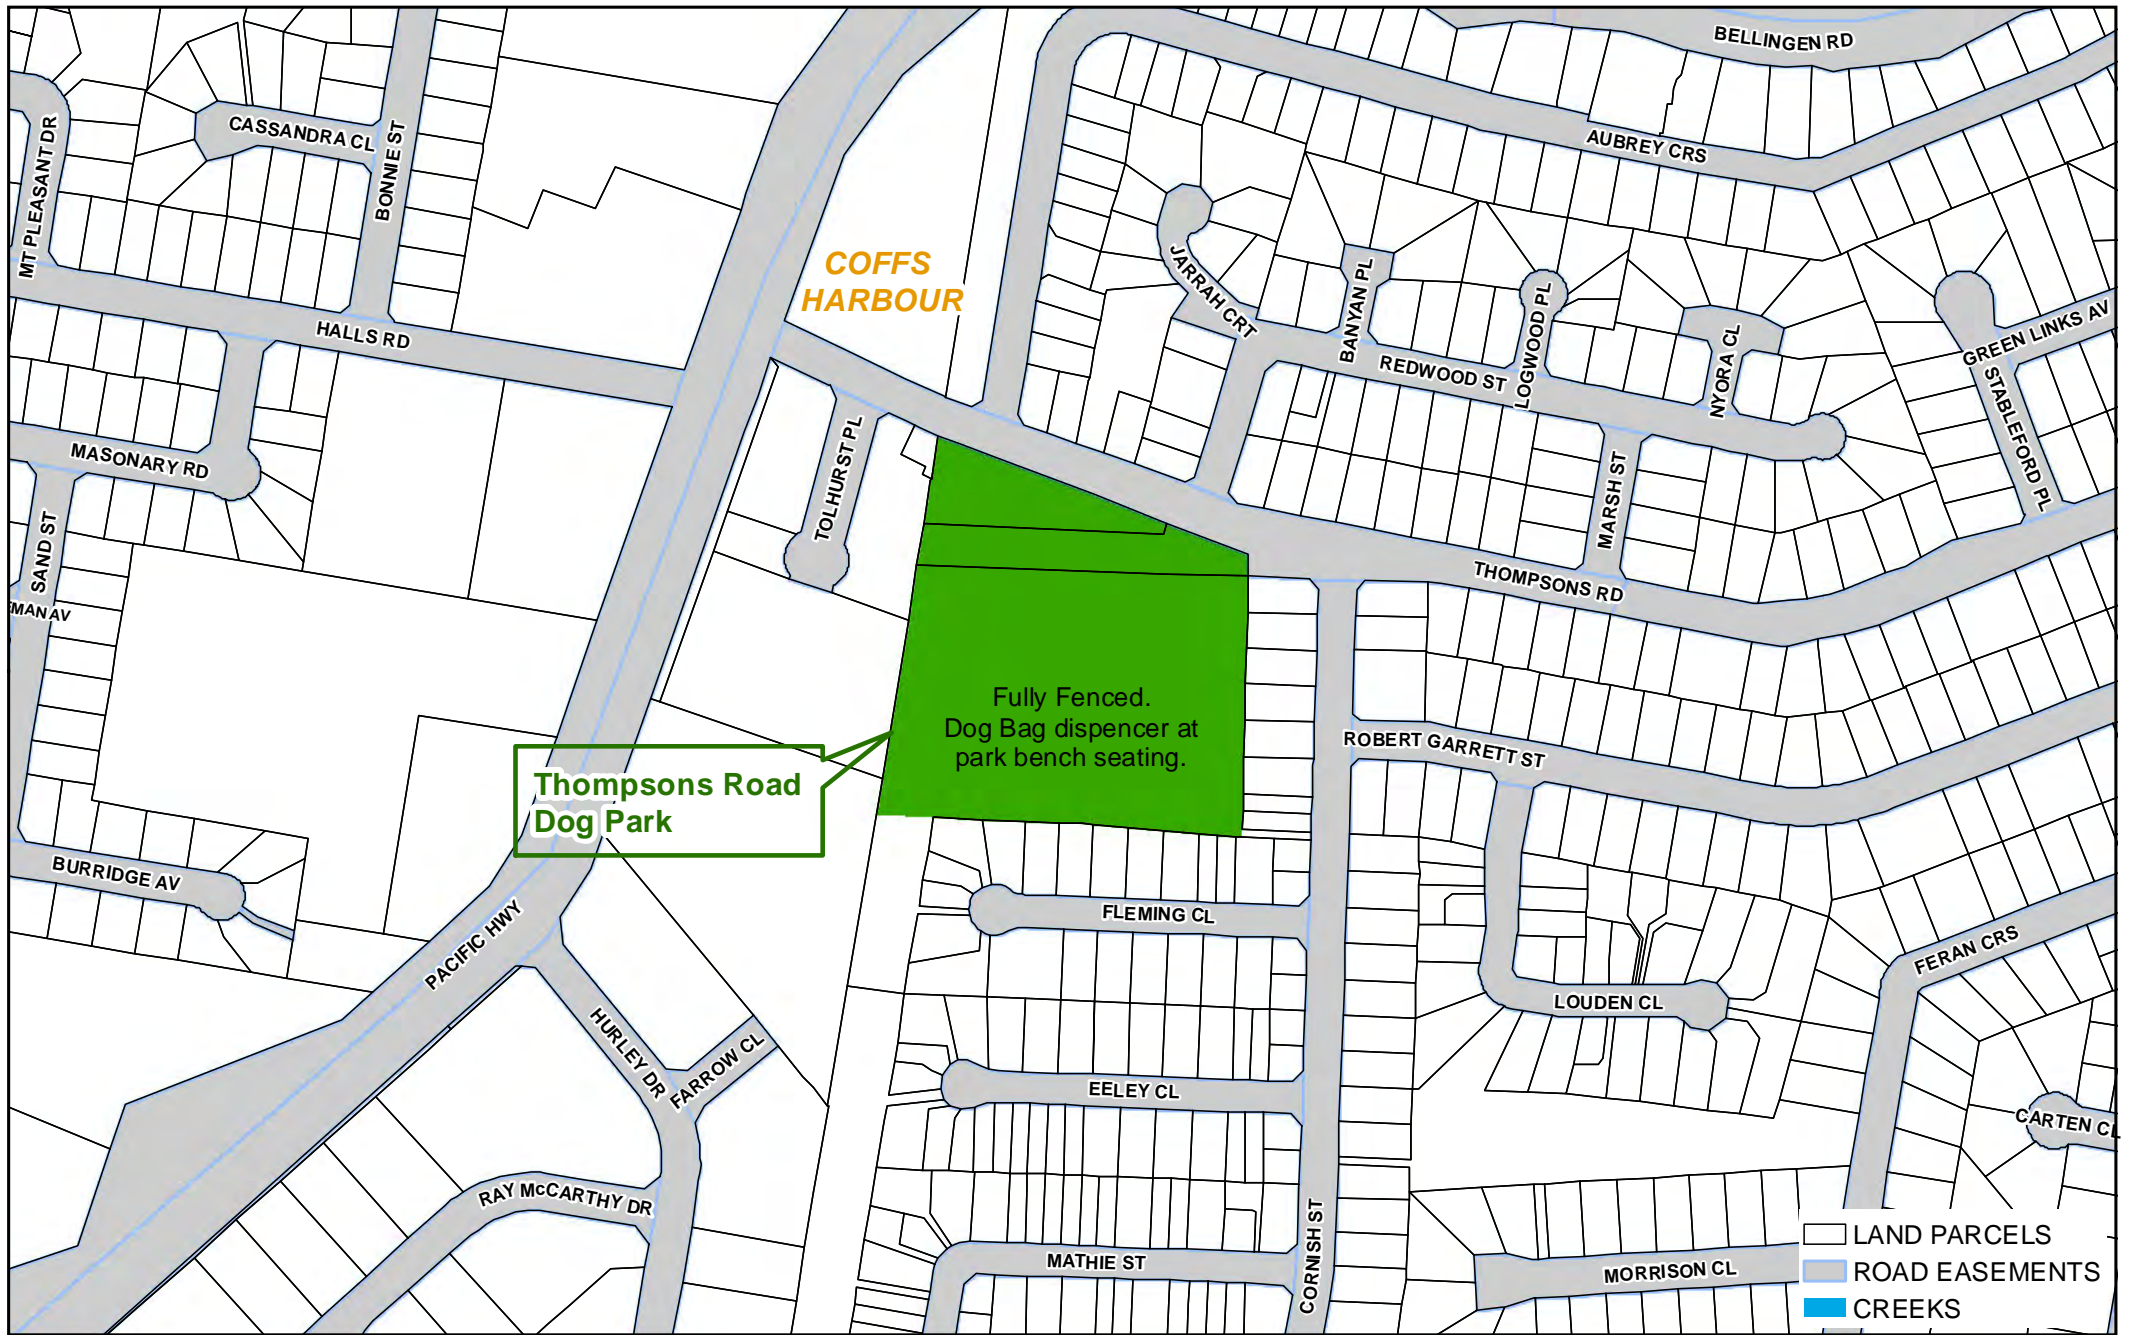 BELLINGEN RD
CASSANDRA CL
BONNIE ST
MT PLEASANT DR
AUBREY CRS
COFFS
HARBOUR
JARRAH CRT
BANYAN PL
LOGWOOD PL
NYORA CL
GREEN LINKS AV
HALLS RD
REDWOOD ST
STABLEFORD PL
MASONARY RD
TOLHURST PL
MARSH ST
SAND ST
THOMPSONS RD
EMAN AV
Fully Fenced.
Dog Bag dispencer at
park bench seating.
ROBERT GARRETT ST
Thompsons Road
Dog Park
BURRIDGE AV
PACIFIC HWY
FLEMING CL
FERAN CRS
LOUDEN CL
HURLEY DR
FARROW CL
EELEY CL
CARTEN CL
RAY McCARTHY DR
CORNISH ST
MATHIE ST
MORRISON CL
LAND PARCELS
ROAD EASEMENTS
CREEKS